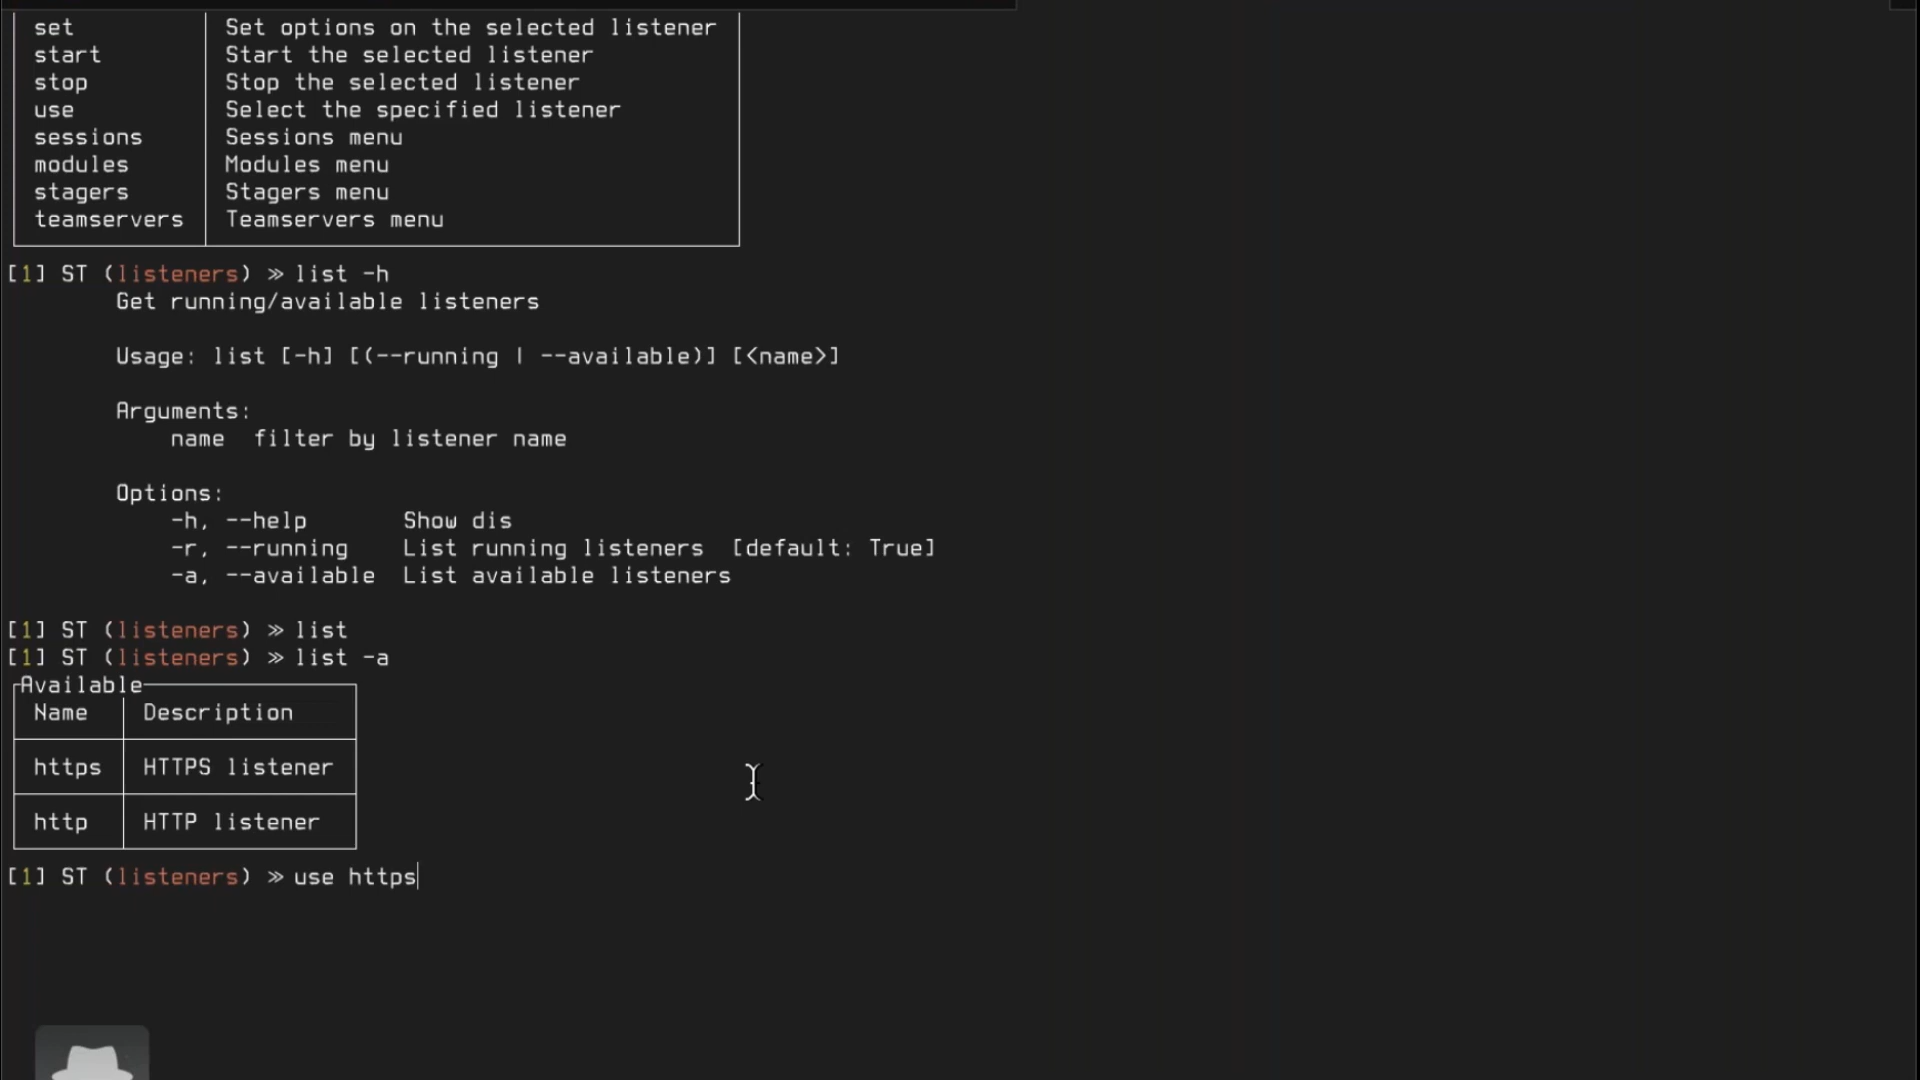 set Set options on the selected listener
start Start the selected listener
stop Stop the selected listener
use Select the specified listener
sessions Sessions menu
modules Modules menu
stagers Stagers menu
teamservers Teamservers menu
[1] ST (listeners) ≫ list -h
Get running/available listeners
Usage: list [-h] [(--running | --available)] [<name>]
Arguments:
name filter by listener name
Options:
-h, --help Show dis
-r, --running List running listeners [default: True]
-a, --available List available listeners
[1] ST (listeners) ≫ list
[1] ST (listeners) ≫ list -a
Available
Name Description
https HTTPS listener
http HTTP listener
[1] ST (listeners) ≫ use https